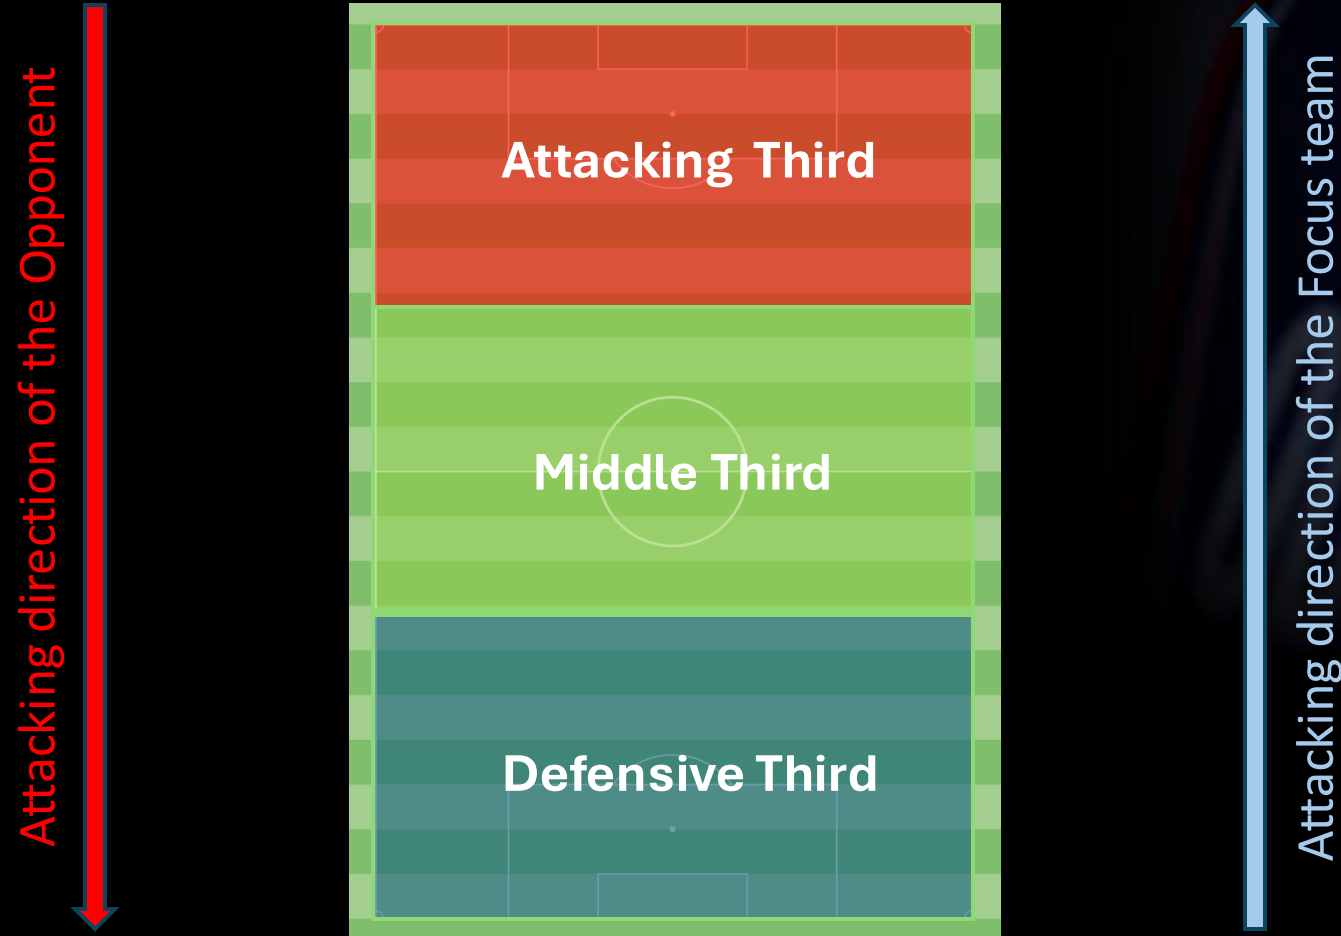 Attacking direction of the Opponent
Attacking Third
Middle Third
Defensive Third
Attacking direction of the Focus team